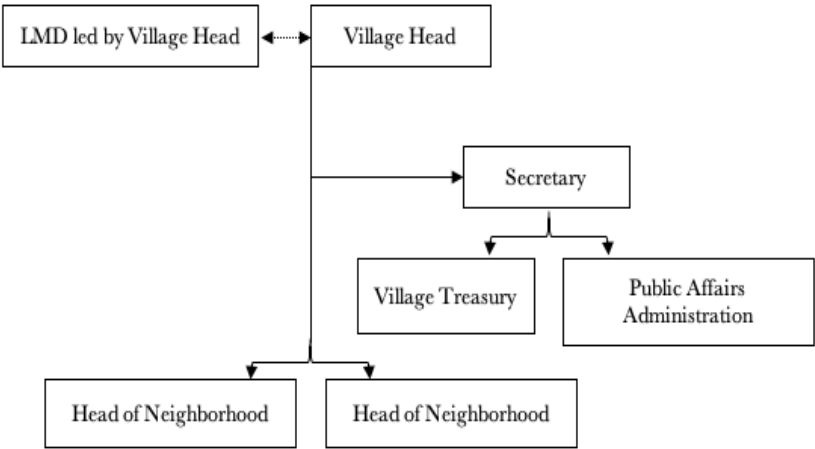 LMD led by Village Head
Village Head
Secretary
Village Treasury
Public Affairs
Administration
Head of Neighborhood
Head of Neighborhood